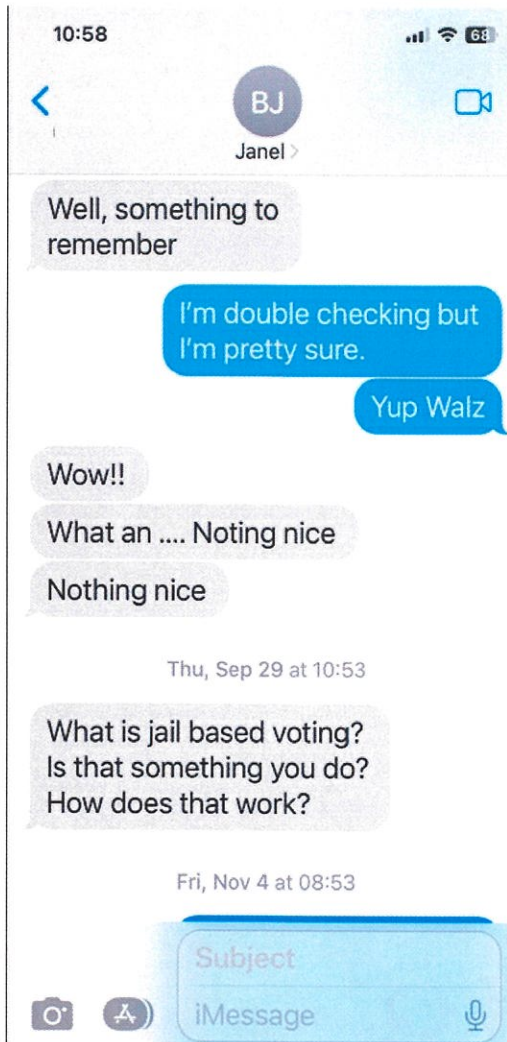 10:58
68
BJ
Janel >
Well, something to
remember
I'm double checking but
I'm pretty sure.
Yup Walz
Wow!!
What an .... Noting nice
Nothing nice
Thu, Sep 29 at 10:53
What is jail based voting?
Is that something you do?
How does that work?
Fri, Nov 4 at 08:53
Subject
iMessage